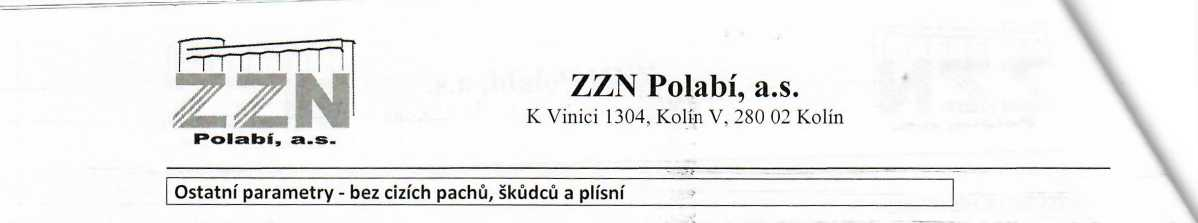 ZZN
Polabí, a.s.
ZZN Polabí, a.s.
K Vinici 1304, Kolín V, 280 02 Kolín
Ostatní parametry - bez cizích pachů, škůdců a plísní